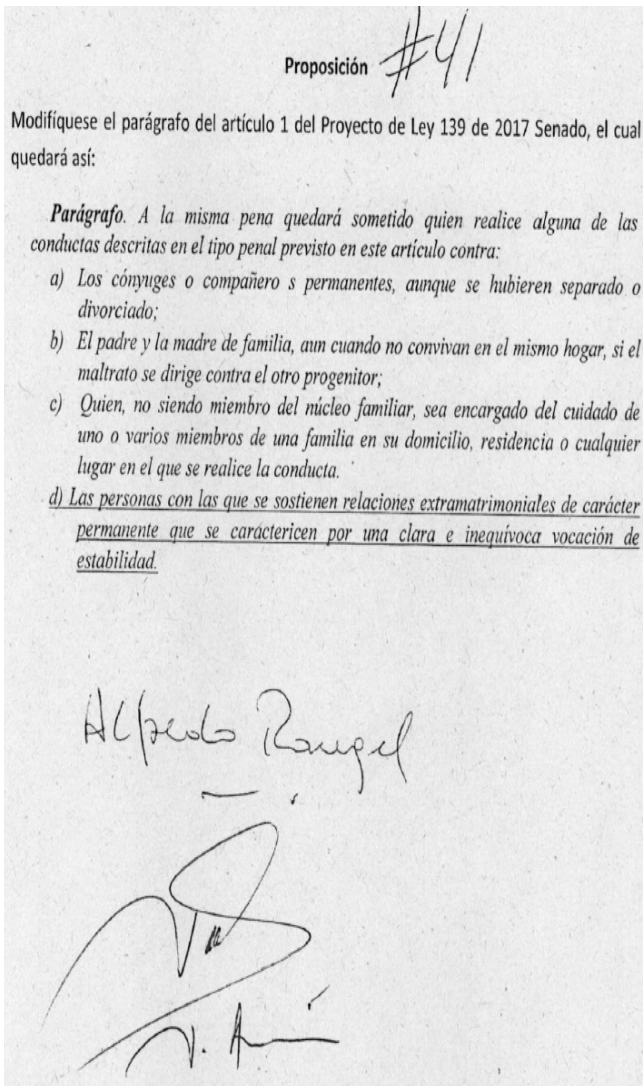 Proposición #41
Modifíquese el parágrafo del artículo 1 del Proyecto de Ley 139 de 2017 Senado, el cual
quedará así:
Parágrafo. A la misma pena quedará sometido quien realice alguna de las
conductas descritas en el tipo penal previsto en este artículo contra:
a) Los cónyuges o compañero s permanentes, aunque se hubieren separado o
divorciado;
b) El padre y la madre de familia, aun cuando no convivan en el mismo hogar, si el
maltrato se dirige contra el otro progenitor;
c) Quien, no siendo miembro del núcleo familiar, sea encargado del cuidado de
uno o varios miembros de una familia en su domicilio, residencia o cualquier
lugar en el que se realice la conducta.
d) Las personas con las que se sostienen relaciones extramatrimoniales de carácter
permanente que se caractericen por una clara e inequívoca vocación de
estabilidad.
Alfredo Rangel